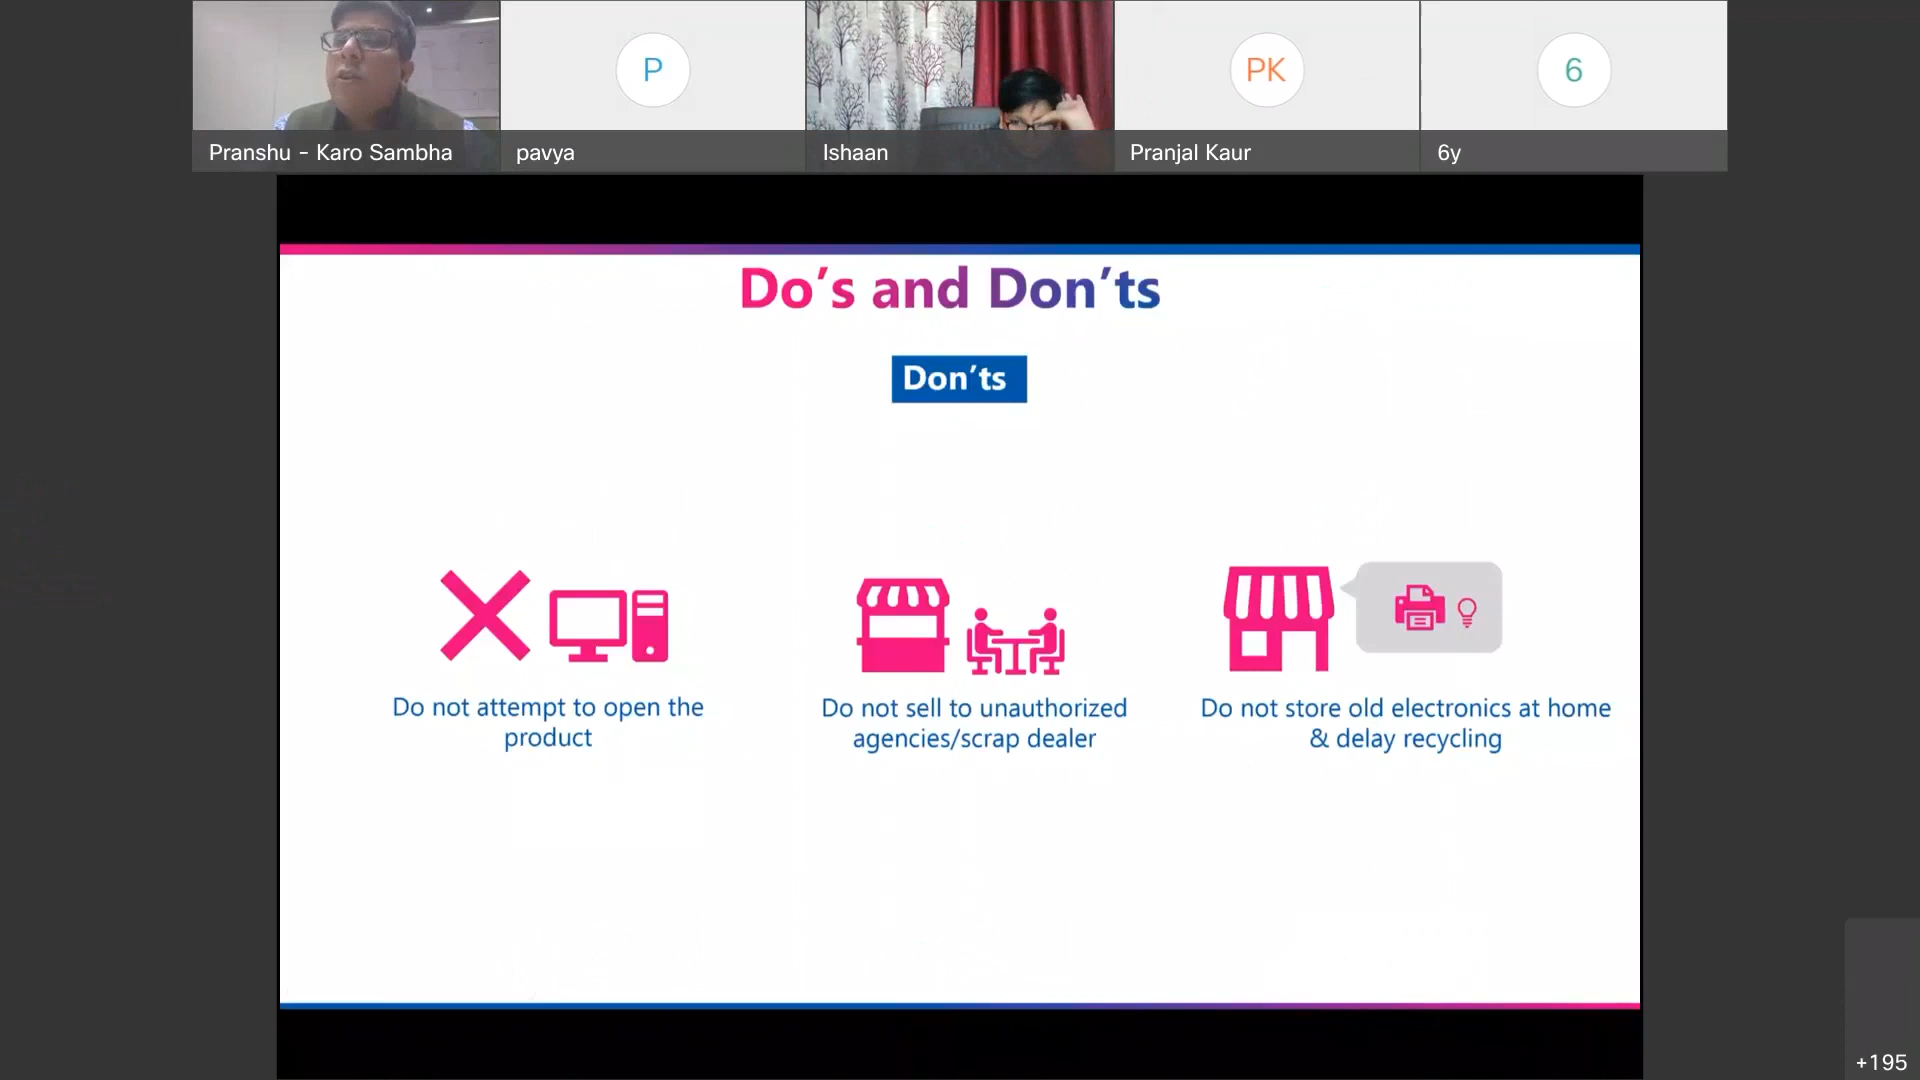 P
PK
6
Pranshu - Karo Sambha
pavya
Ishaan
Pranjal Kaur
6y
Do’s and Don’ts
Don’ts
Do not attempt to open the
product
Do not sell to unauthorized
agencies/scrap dealer
Do not store old electronics at home
& delay recycling
+195